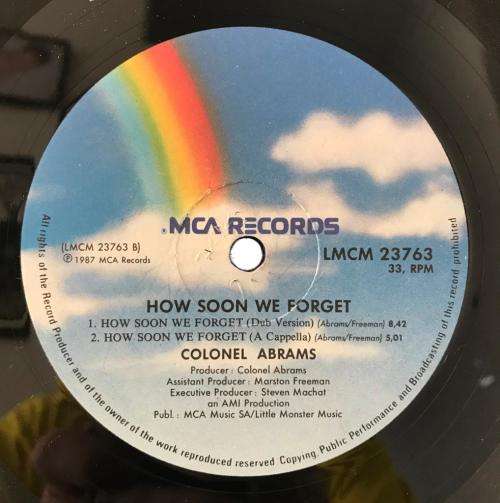 MCA RECORDS
(LMCM 23763 B)
℗ 1987 MCA Records
LMCM 23763
33, RPM
HOW SOON WE FORGET
1. HOW SOON WE FORGET (Dub Version) (Abrams/Freeman) 8,42
2. HOW SOON WE FORGET (A Cappella) (Abrams/Freeman) 5,01
COLONEL ABRAMS
Producer : Colonel Abrams
Assistant Producer : Marston Freeman
Executive Producer : Steven Machat
an AMI Production
Publ. : MCA Music SA/Little Monster Music
All rights of the Record Producer and of the owner of the work reproduced reserved Copying, Public Performance and Broadcasting of this record prohibited